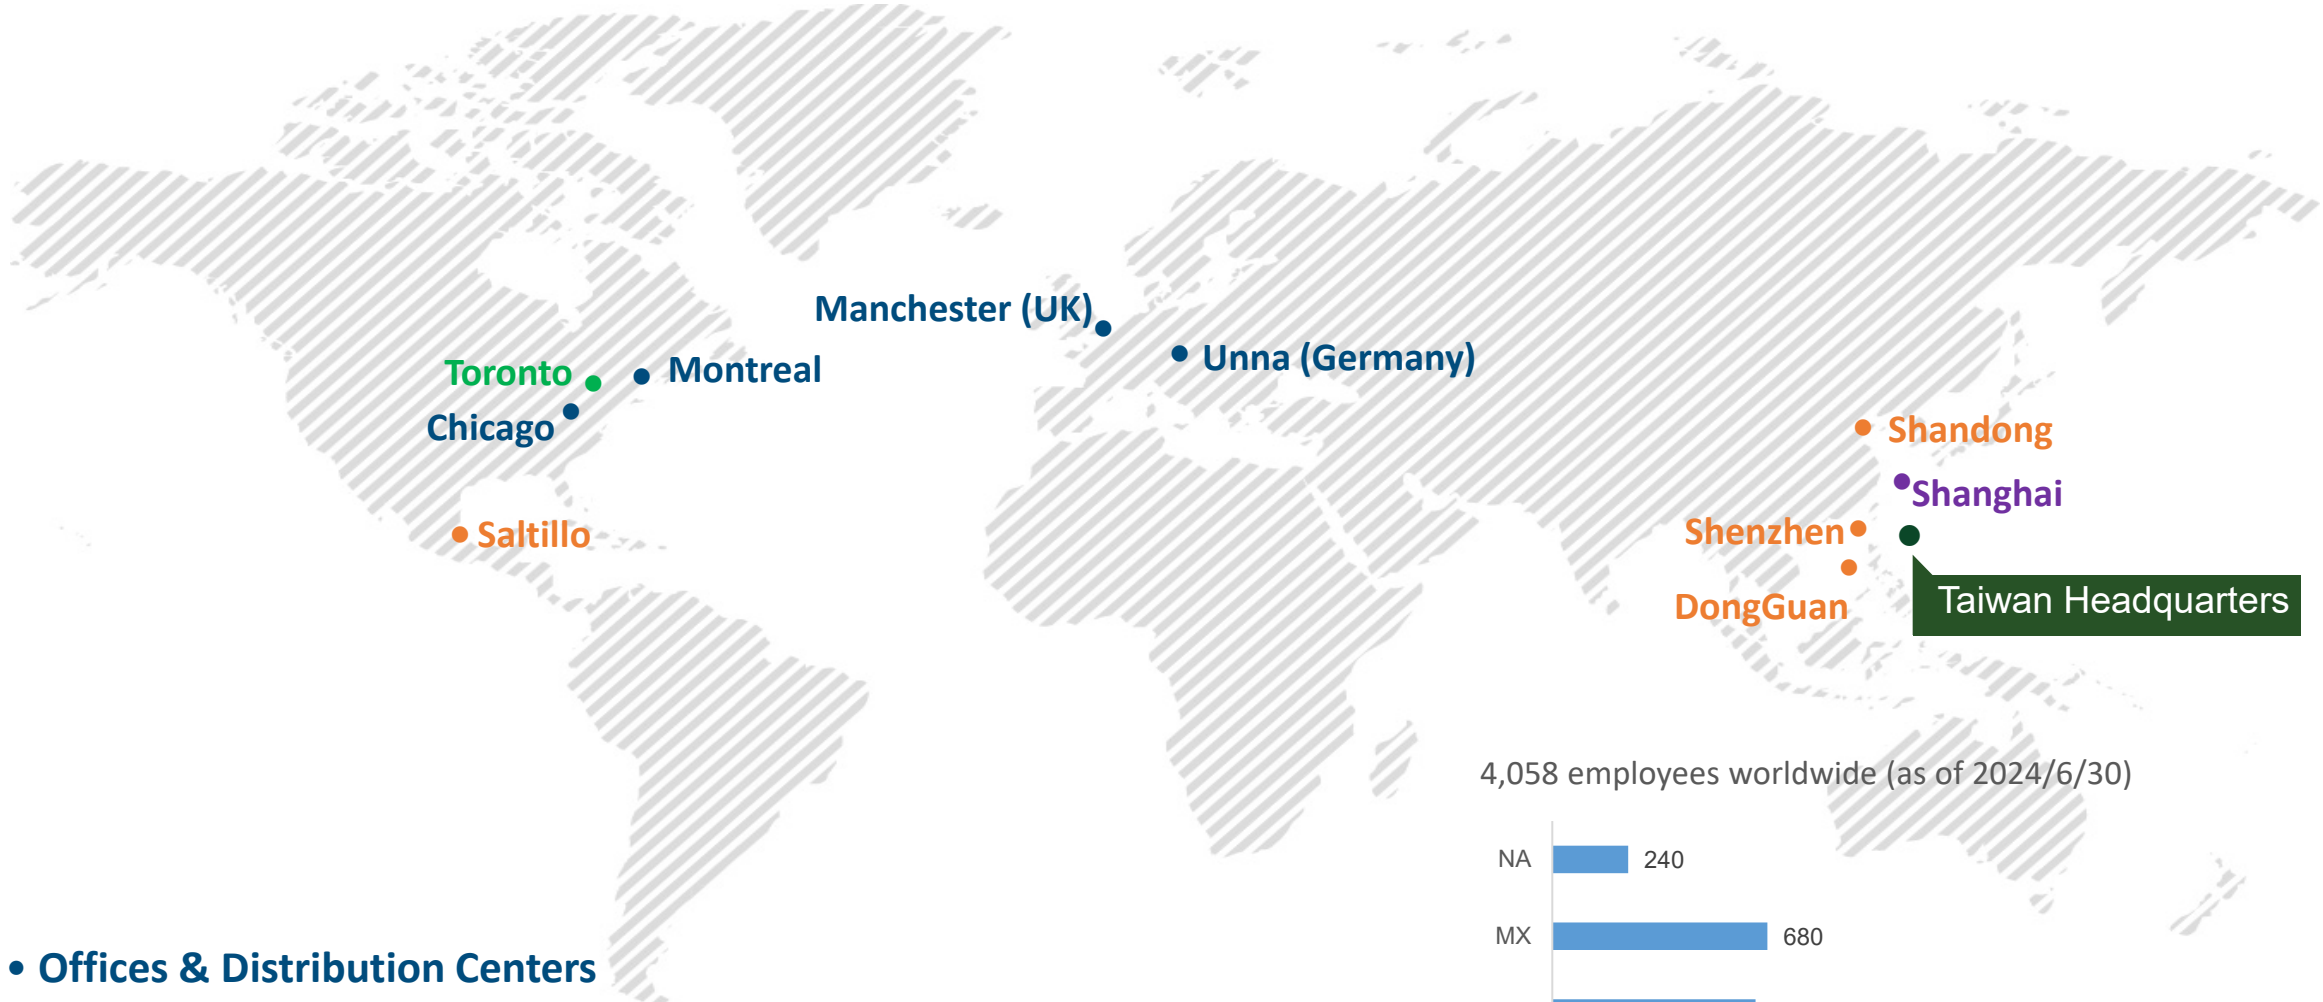 Manchester (UK)
Unna (Germany)
Toronto
Montreal
Chicago
Shandong
Shanghai
Saltillo
Shenzhen
DongGuan
Taiwan Headquarters
4,058 employees worldwide (as of 2024/6/30)
NA 240
MX 680
• Offices & Distribution Centers